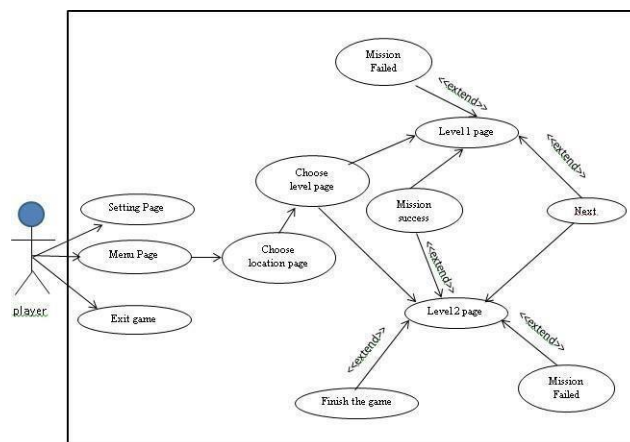 Mission
Failed
<<extend>>
Level 1 page
Choose
level page
<<extend>>
Setting Page
Mission
success
Next
Menu Page
Choose
location page
<<extend>>
player
Exit game
Level 2 page
<<extend>>
<<extend>>
Finish the game
Mission
Failed